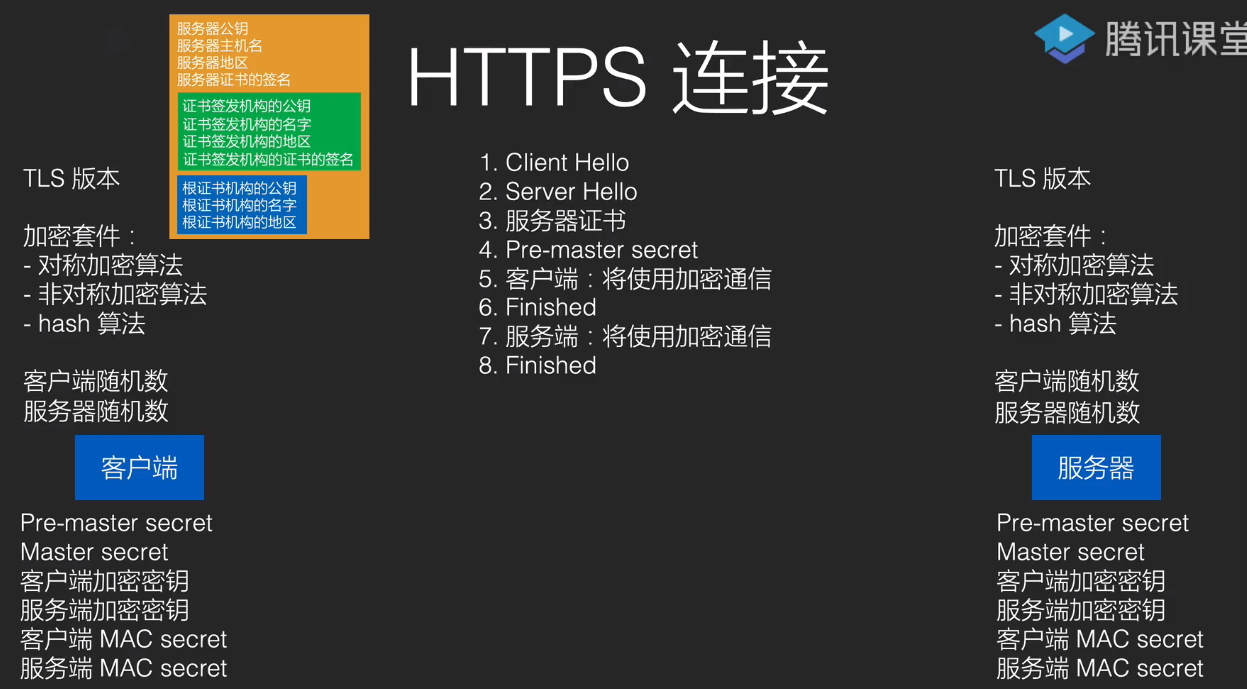 服务器公钥
服务器主机名
服务器地区
服务器证书的签名
证书签发机构的公钥
证书签发机构的名字
证书签发机构的地区
证书签发机构的证书的签名
根证书机构的公钥
根证书机构的名字
根证书机构的地区
HTTPS 连接
腾讯课堂
1. Client Hello
2. Server Hello
3. 服务器证书
4. Pre-master secret
5. 客户端：将使用加密通信
6. Finished
7. 服务端：将使用加密通信
8. Finished
TLS 版本
加密套件：
- 对称加密算法
- 非对称加密算法
- hash 算法
客户端随机数
服务器随机数
客户端
Pre-master secret
Master secret
客户端加密密钥
服务端加密密钥
客户端 MAC secret
服务端 MAC secret
TLS 版本
加密套件：
- 对称加密算法
- 非对称加密算法
- hash 算法
客户端随机数
服务器随机数
服务器
Pre-master secret
Master secret
客户端加密密钥
服务端加密密钥
客户端 MAC secret
服务端 MAC secret